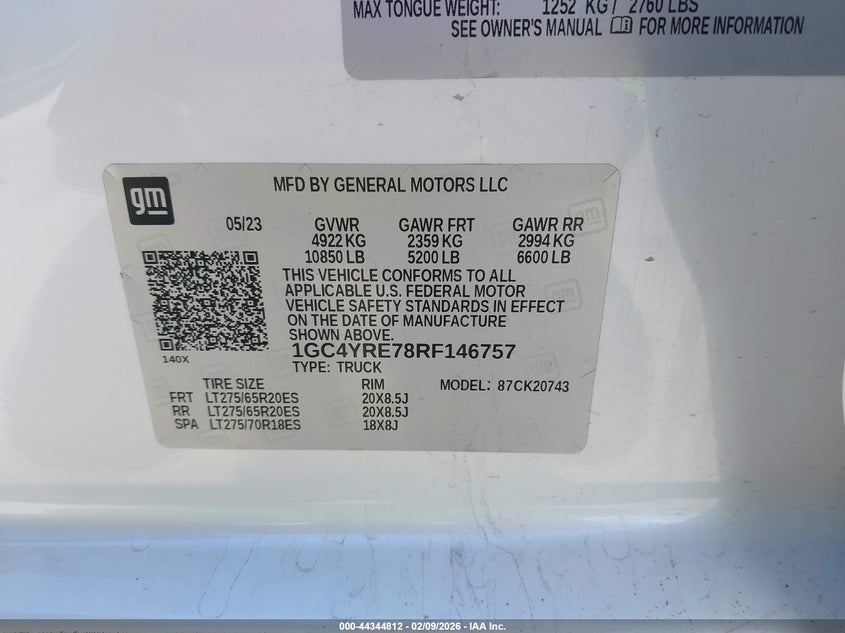 MAX TONGUE WEIGHT: 1252 KG / 2760 LBS
SEE OWNER'S MANUAL FOR MORE INFORMATION
gm
MFD BY GENERAL MOTORS LLC
05/23 GVWR GAWR FRT GAWR RR
4922 KG 2359 KG 2994 KG
10850 LB 5200 LB 6600 LB
THIS VEHICLE CONFORMS TO ALL
APPLICABLE U.S. FEDERAL MOTOR
VEHICLE SAFETY STANDARDS IN EFFECT
ON THE DATE OF MANUFACTURE
SHOWN ABOVE.
140X
1GC4YRE78RF146757
TYPE: TRUCK
TIRE SIZE RIM MODEL: 87CK20743
FRT LT275/65R20ES 20X8.5J
RR LT275/65R20ES 20X8.5J
SPA LT275/70R18ES 18X8J
000-44344812 - 02/09/2026 - IAA Inc.